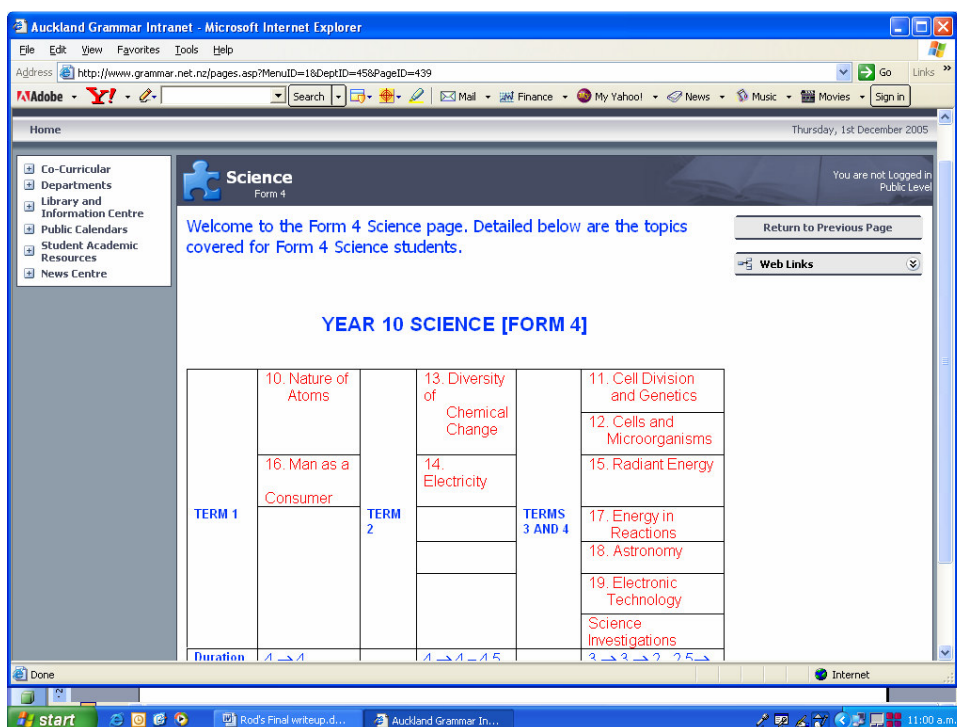 Auckland Grammar Intranet - Microsoft Internet Explorer
File Edit View Favorites Tools Help
Address http://www.grammar.net.nz/pages.asp?MenuID=1&DeptID=45&PageID=439 Go Links »
Adobe Y! Search Mail Finance My Yahoo! News Music Movies Sign in
Home Thursday, 1st December 2005
Co-Curricular
Departments
Library and
Information Centre
Public Calendars
Student Academic
Resources
News Centre
Science
Form 4
You are not Logged in
Public Level
Welcome to the Form 4 Science page. Detailed below are the topics
covered for Form 4 Science students.
Return to Previous Page
Web Links
YEAR 10 SCIENCE [FORM 4]
TERM 1
10. Nature of
Atoms
16. Man as a
Consumer
TERM
2
13. Diversity
of
Chemical
Change
14.
Electricity
TERMS
3 AND 4
11. Cell Division
and Genetics
12. Cells and
Microorganisms
15. Radiant Energy
17. Energy in
Reactions
18. Astronomy
19. Electronic
Technology
Science
Investigations
Duration
Done Internet
start Rod's Final writeup.d... Auckland Grammar In... 11:00 a.m.